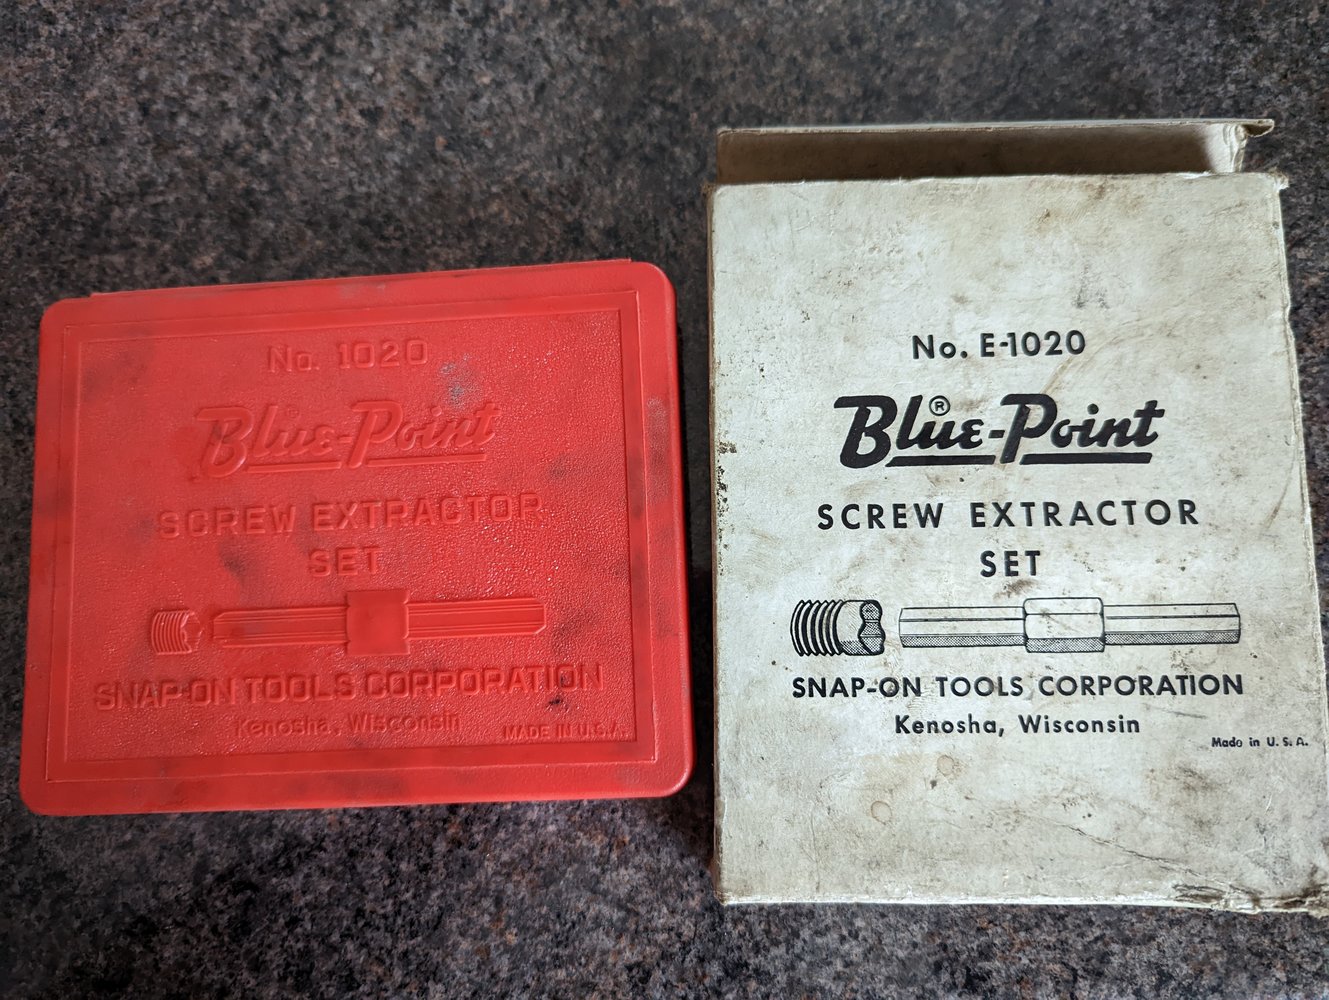 No. 1020
Blue-Point
SCREW EXTRACTOR
SET
SNAP-ON TOOLS CORPORATION
Kenosha, Wisconsin
MADE IN U.S.A.
No. E-1020
Blue-Point®
SCREW EXTRACTOR
SET
SNAP-ON TOOLS CORPORATION
Kenosha, Wisconsin
Made in U. S. A.